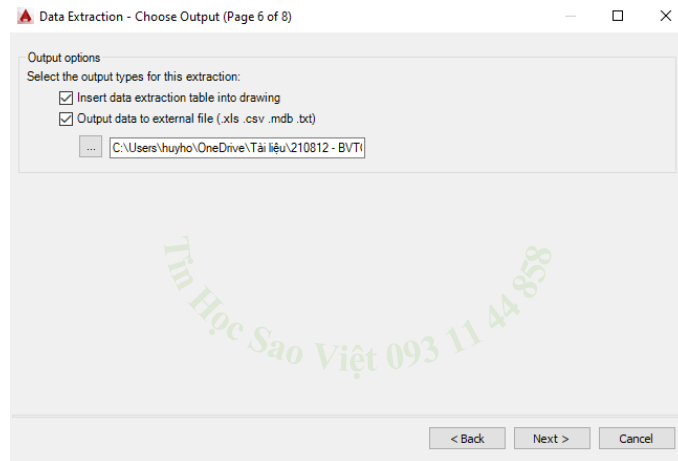 Data Extraction - Choose Output (Page 6 of 8)
Output options
Select the output types for this extraction:
Insert data extraction table into drawing
Output data to external file (.xls .csv .mdb .txt)
...
C:\Users\huyho\OneDrive\Tài liệu\210812 - BVT(
Tin Học Sao Việt 093 11 44 858
< Back
Next >
Cancel